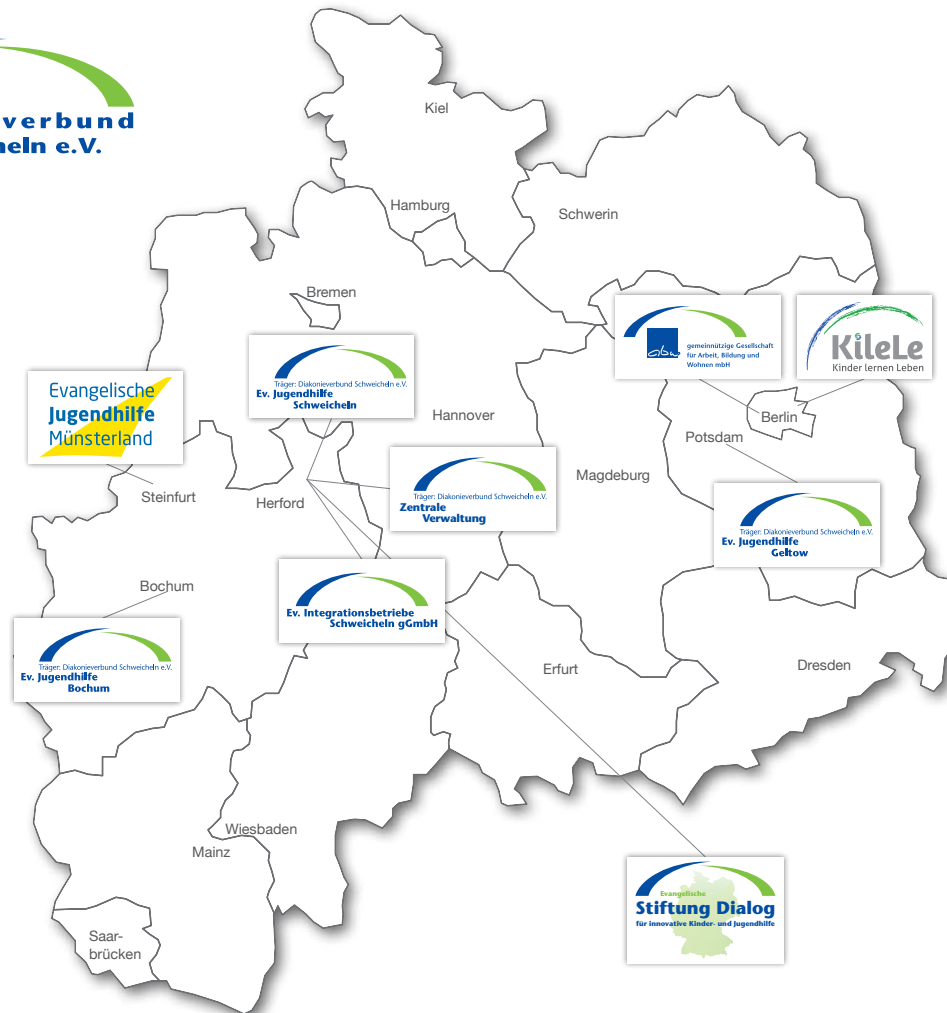 verbund
heln e.V.
Kiel
Hamburg
Schwerin
Bremen
gemeinnützige Gesellschaft
für Arbeit, Bildung und
Wohnen mbH
abw
KileLe
Kinder lernen Leben
Träger: Diakonieverbund Schweicheln e.V.
Ev. Jugendhilfe
Schweicheln
Evangelische
Jugendhilfe
Münsterland
Hannover
Berlin
Potsdam
Magdeburg
Steinfurt
Herford
Träger: Diakonieverbund Schweicheln e.V.
Zentrale
Verwaltung
Träger: Diakonieverbund Schweicheln e.V.
Ev. Jugendhilfe
Geltow
Bochum
Ev. Integrationsbetriebe
Schweicheln gGmbH
Träger: Diakonieverbund Schweicheln e.V.
Ev. Jugendhilfe
Bochum
Erfurt
Dresden
Wiesbaden
Mainz
Evangelische
Stiftung Dialog
für innovative Kinder- und Jugendhilfe
Saar-
brücken